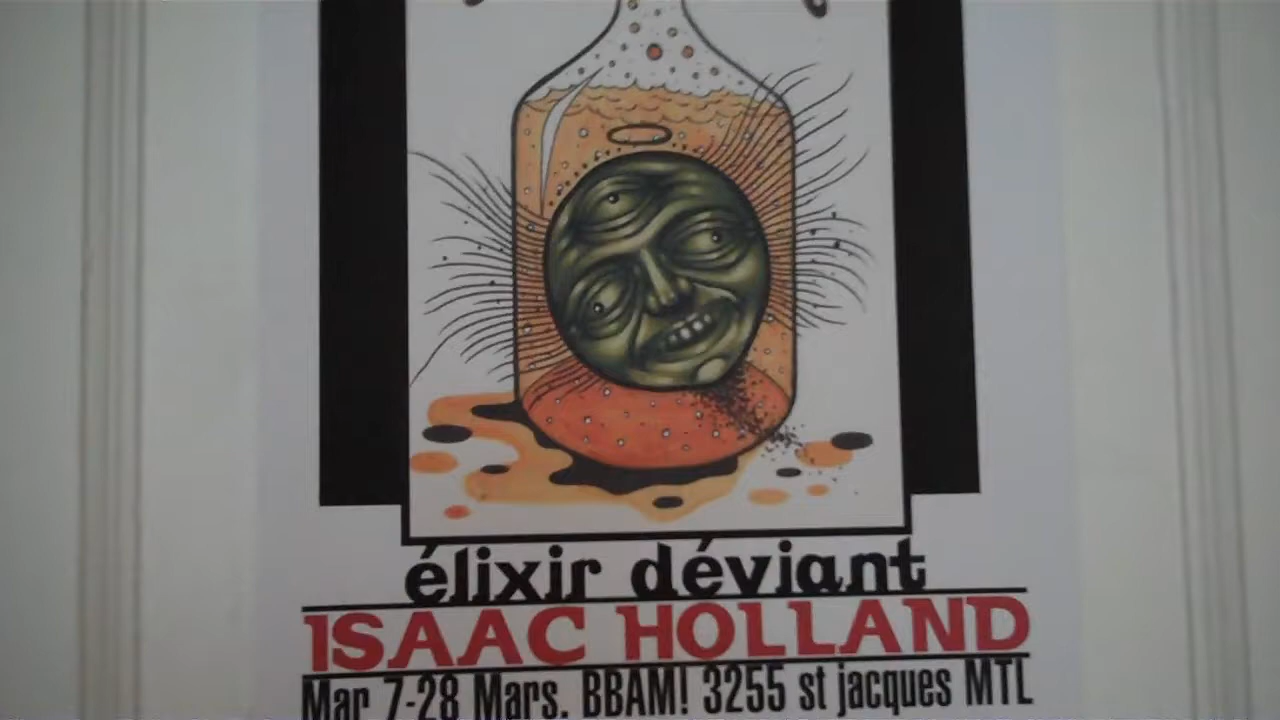 élixir déviant
ISAAC HOLLAND
Mar 7-28 Mars. BBAM! 3255 st jacques MTL